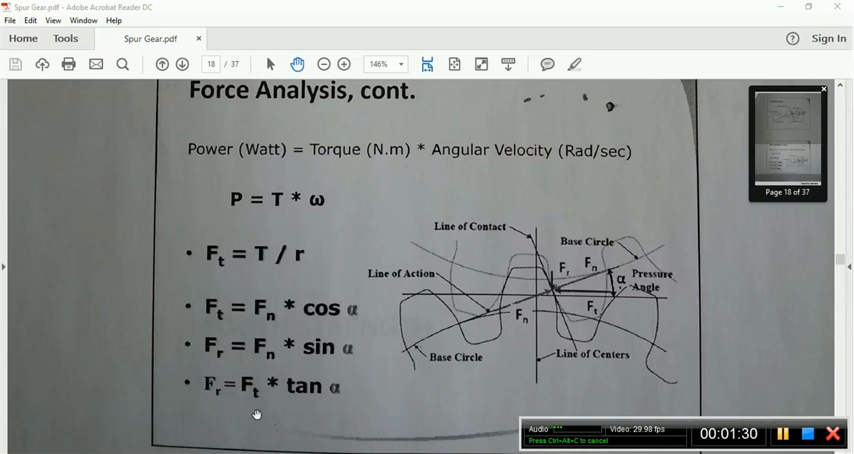 Spur Gear.pdf - Adobe Acrobat Reader DC
File Edit View Window Help
Home Tools Spur Gear.pdf × Sign In
18 / 37 146%
Force Analysis, cont.
Power (Watt) = Torque (N.m) * Angular Velocity (Rad/sec)
P = T * ω
• Ft = T / r
• Ft = Fn * cos α
• Fr = Fn * sin α
• Fr = Ft * tan α
Line of Contact
Base Circle
Line of Action
Fr Fn
α Pressure Angle
Ft
Fn
Base Circle
Line of Centers
Page 18 of 37
Audio Video: 29.98 fps
Press Ctrl+Alt+C to cancel
00:01:30